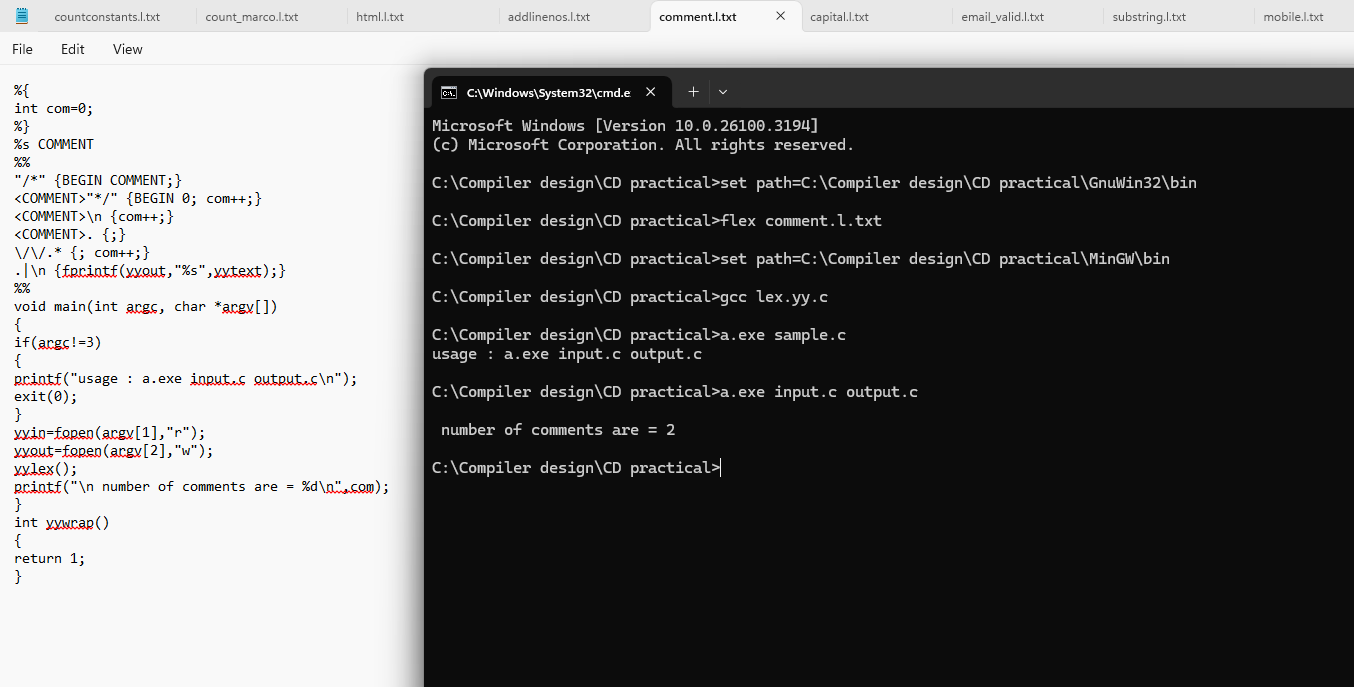 countconstants.l.txt count_marco.l.txt html.l.txt addlinenos.l.txt comment.l.txt capital.l.txt email_valid.l.txt substring.l.txt mobile.l.txt
File Edit View
%{
int com=0;
%}
%s COMMENT
%%
"/*" {BEGIN COMMENT;}
<COMMENT>"*/" {BEGIN 0; com++;}
<COMMENT>\n {com++;}
<COMMENT>. {;}
\/\/.* {; com++;}
.|\n {fprintf(yyout,"%s",yytext);}
%%
void main(int argc, char *argv[])
{
if(argc!=3)
{
printf("usage : a.exe input.c output.c\n");
exit(0);
}
yyin=fopen(argv[1],"r");
yyout=fopen(argv[2],"w");
yylex();
printf("\n number of comments are = %d\n",com);
}
int yywrap()
{
return 1;
}
C:\Windows\System32\cmd.e
Microsoft Windows [Version 10.0.26100.3194]
(c) Microsoft Corporation. All rights reserved.
C:\Compiler design\CD practical>set path=C:\Compiler design\CD practical\GnuWin32\bin
C:\Compiler design\CD practical>flex comment.l.txt
C:\Compiler design\CD practical>set path=C:\Compiler design\CD practical\MinGW\bin
C:\Compiler design\CD practical>gcc lex.yy.c
C:\Compiler design\CD practical>a.exe sample.c
usage : a.exe input.c output.c
C:\Compiler design\CD practical>a.exe input.c output.c
number of comments are = 2
C:\Compiler design\CD practical>